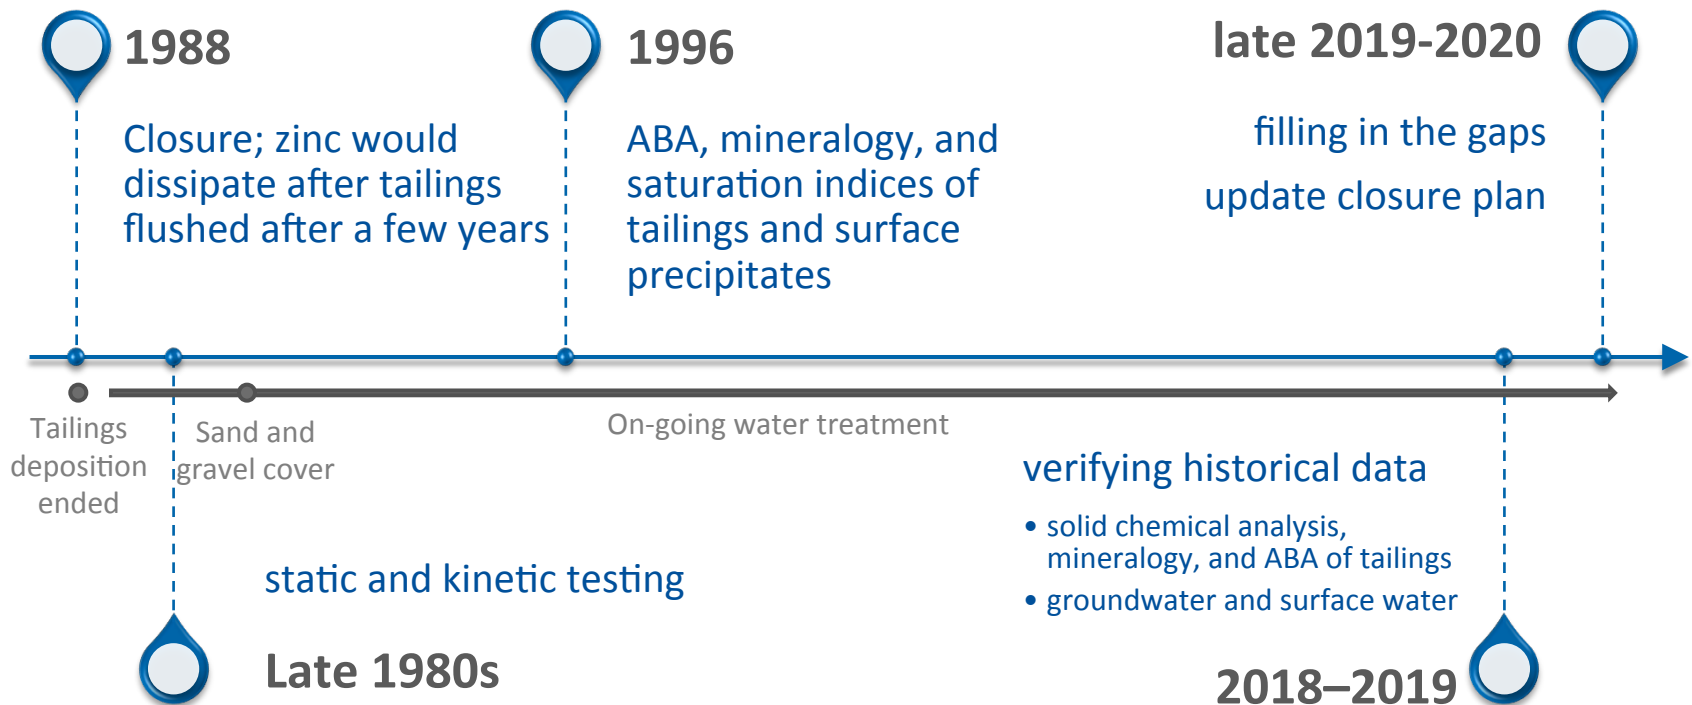 1988
Closure; zinc would
dissipate after tailings
flushed after a few years
1996
ABA, mineralogy, and
saturation indices of
tailings and surface
precipitates
late 2019-2020
filling in the gaps
update closure plan
Tailings
deposition
ended
Sand and
gravel cover
On-going water treatment
static and kinetic testing
Late 1980s
verifying historical data
• solid chemical analysis,
mineralogy, and ABA of tailings
• groundwater and surface water
2018–2019